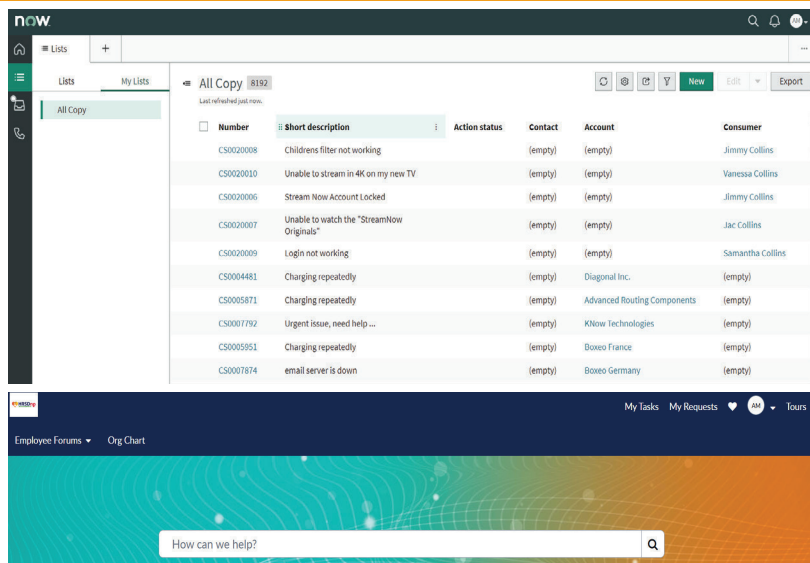 now
AM
Lists +
Lists My Lists
All Copy
All Copy 8192
Last refreshed just now.
New Edit Export
Number Short description Action status Contact Account Consumer
CS0020008 Childrens filter not working (empty) (empty) Jimmy Collins
CS0020010 Unable to stream in 4K on my new TV (empty) (empty) Vanessa Collins
CS0020006 Stream Now Account Locked (empty) (empty) Jimmy Collins
CS0020007 Unable to watch the "StreamNow (empty) (empty) Jac Collins
Originals"
CS0020009 Login not working (empty) (empty) Samantha Collins
CS0004481 Charging repeatedly (empty) Diagonal Inc. (empty)
CS0005871 Charging repeatedly (empty) Advanced Routing Components (empty)
CS0007792 Urgent issue, need help ... (empty) KNow Technologies (empty)
CS0005951 Charging repeatedly (empty) Boxeo France (empty)
CS0007874 email server is down (empty) Boxeo Germany (empty)
My Tasks My Requests AM Tours
Employee Forums Org Chart
How can we help?